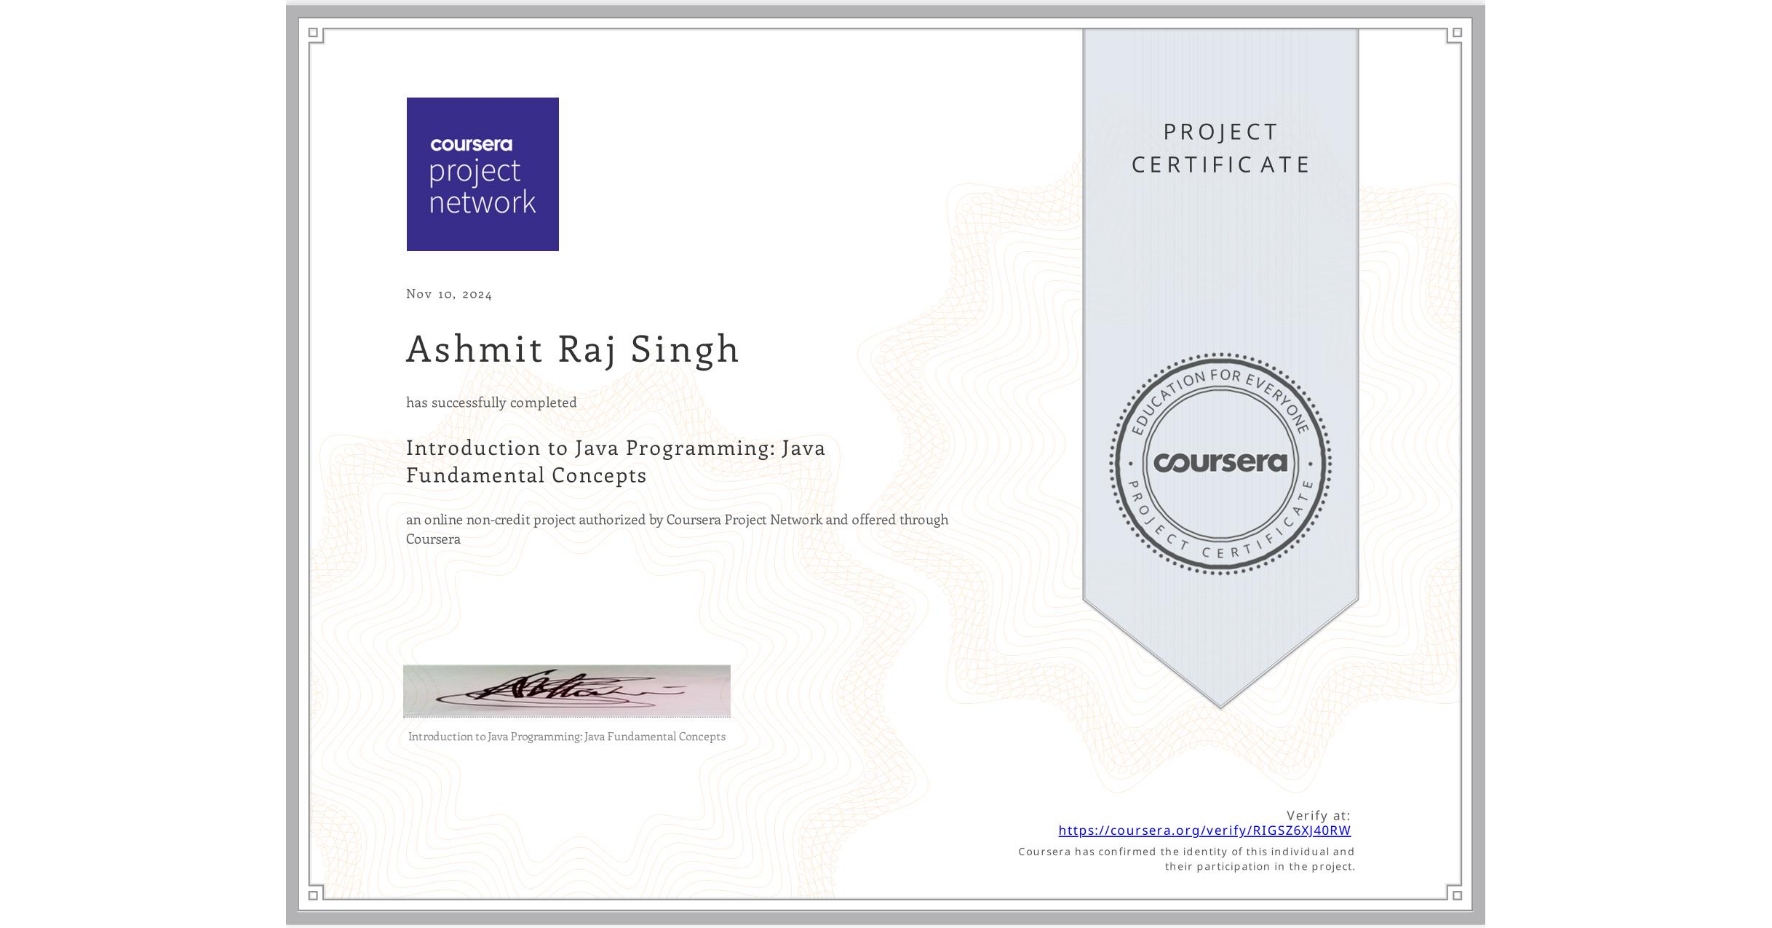 coursera
project
network
PROJECT
CERTIFICATE
Nov 10, 2024
Ashmit Raj Singh
has successfully completed
Introduction to Java Programming: Java
Fundamental Concepts
an online non-credit project authorized by Coursera Project Network and offered through
Coursera
EDUCATION FOR EVERYONE
coursera
PROJECT CERTIFICATE
Introduction to Java Programming: Java Fundamental Concepts
Verify at:
https://coursera.org/verify/RIGSZ6XJ40RW
Coursera has confirmed the identity of this individual and
their participation in the project.